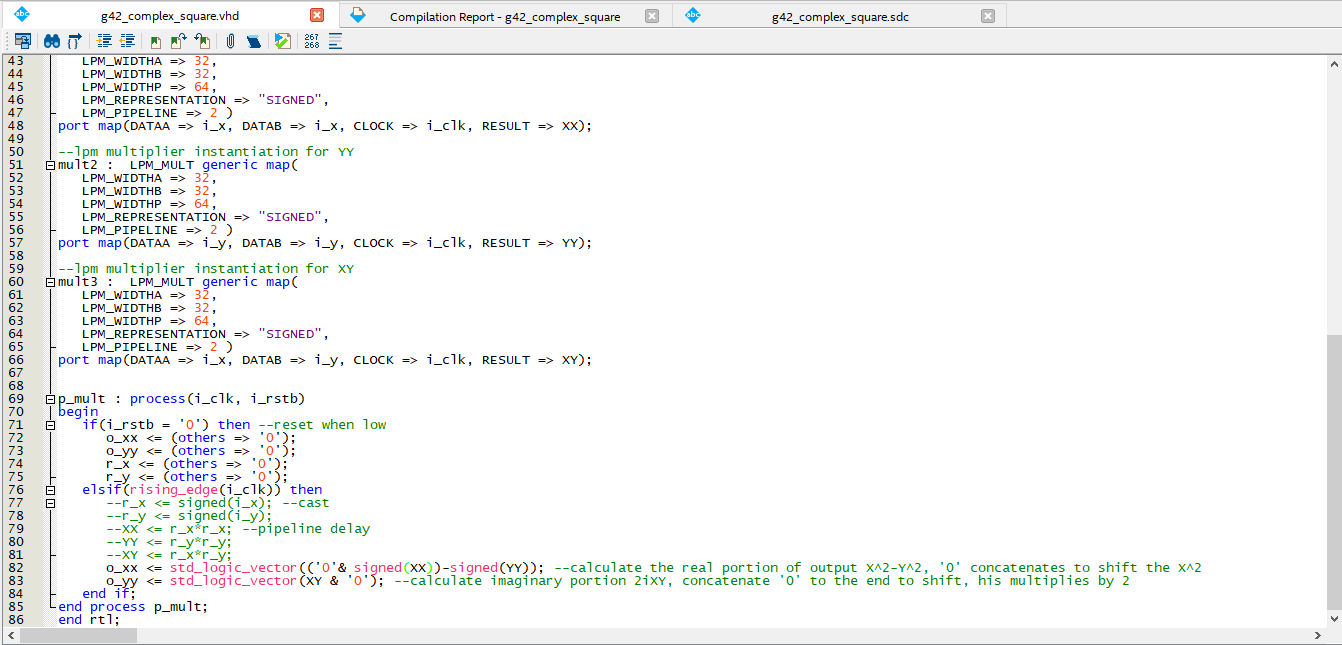 g42_complex_square.vhd
Compilation Report - g42_complex_square
g42_complex_square.sdc
267
268
43 LPM_WIDTHA => 32,
44 LPM_WIDTHB => 32,
45 LPM_WIDTHP => 64,
46 LPM_REPRESENTATION => "SIGNED",
47 LPM_PIPELINE => 2 )
48 port map(DATAA => i_x, DATAB => i_x, CLOCK => i_clk, RESULT => XX);
49
50 --lpm multiplier instantiation for YY
51 mult2 :  LPM_MULT generic map(
52 LPM_WIDTHA => 32,
53 LPM_WIDTHB => 32,
54 LPM_WIDTHP => 64,
55 LPM_REPRESENTATION => "SIGNED",
56 LPM_PIPELINE => 2 )
57 port map(DATAA => i_y, DATAB => i_y, CLOCK => i_clk, RESULT => YY);
58
59 --lpm multiplier instantiation for XY
60 mult3 :  LPM_MULT generic map(
61 LPM_WIDTHA => 32,
62 LPM_WIDTHB => 32,
63 LPM_WIDTHP => 64,
64 LPM_REPRESENTATION => "SIGNED",
65 LPM_PIPELINE => 2 )
66 port map(DATAA => i_x, DATAB => i_y, CLOCK => i_clk, RESULT => XY);
67
68
69 p_mult : process(i_clk, i_rstb)
70 begin
71 if(i_rstb = '0') then --reset when low
72 o_xx <= (others => '0');
73 o_yy <= (others => '0');
74 r_x <= (others => '0');
75 r_y <= (others => '0');
76 elsif(rising_edge(i_clk)) then
77 --r_x <= signed(i_x); --cast
78 --r_y <= signed(i_y);
79 --XX <= r_x*r_x; --pipeline delay
80 --YY <= r_y*r_y;
81 --XY <= r_x*r_y;
82 o_xx <= std_logic_vector(('0'& signed(XX))-signed(YY)); --calculate the real portion of output X^2-Y^2, '0' concatenates to shift the X^2
83 o_yy <= std_logic_vector(XY & '0'); --calculate imaginary portion 2iXY, concatenate '0' to the end to shift, his multiplies by 2
84 end if;
85 end process p_mult;
86 end rtl;